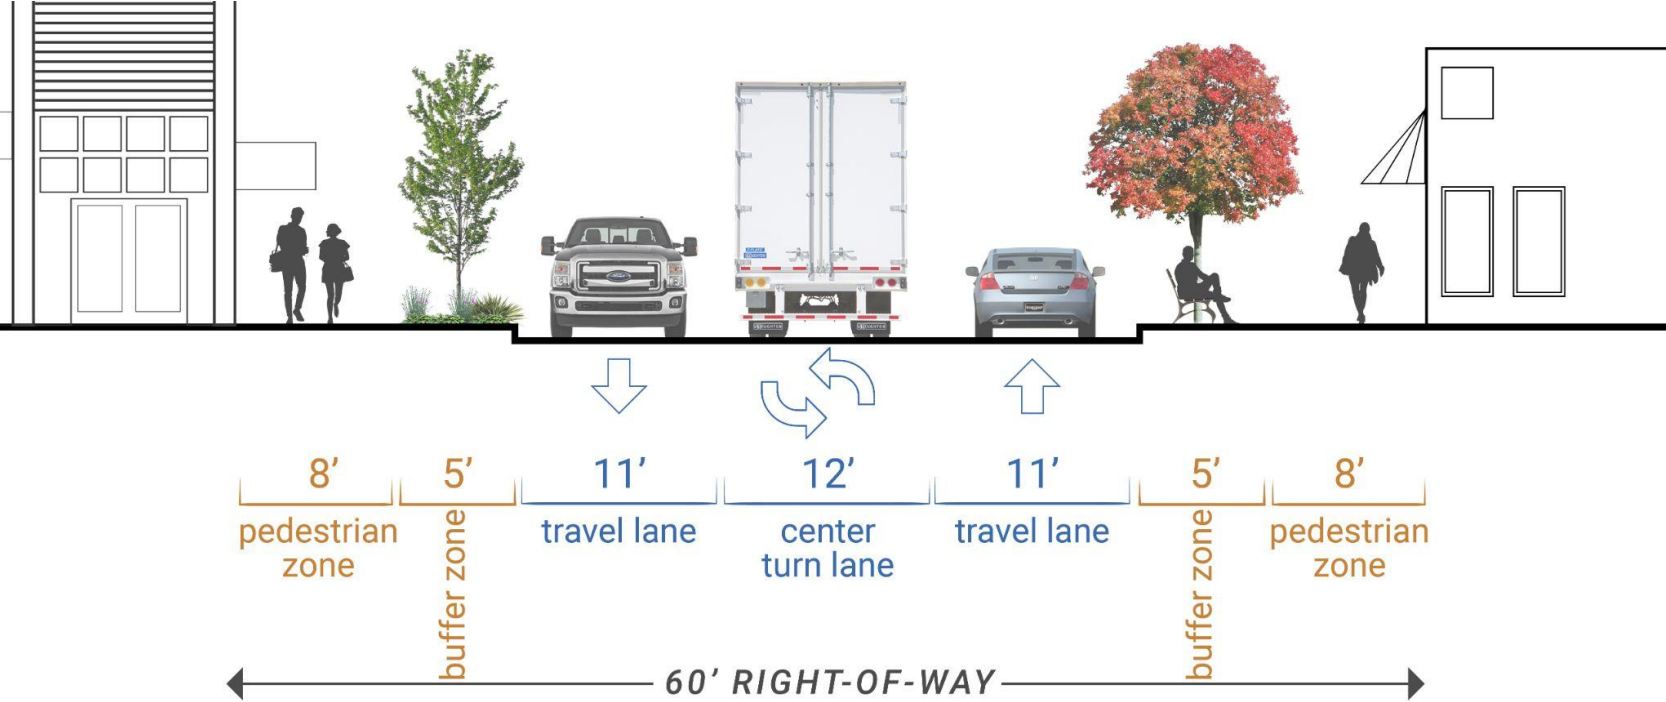 8’
5’
11’
12’
11’
5’
8’
pedestrian
zone
buffer zone
travel lane
center
turn lane
travel lane
buffer zone
pedestrian
zone
60’ RIGHT-OF-WAY